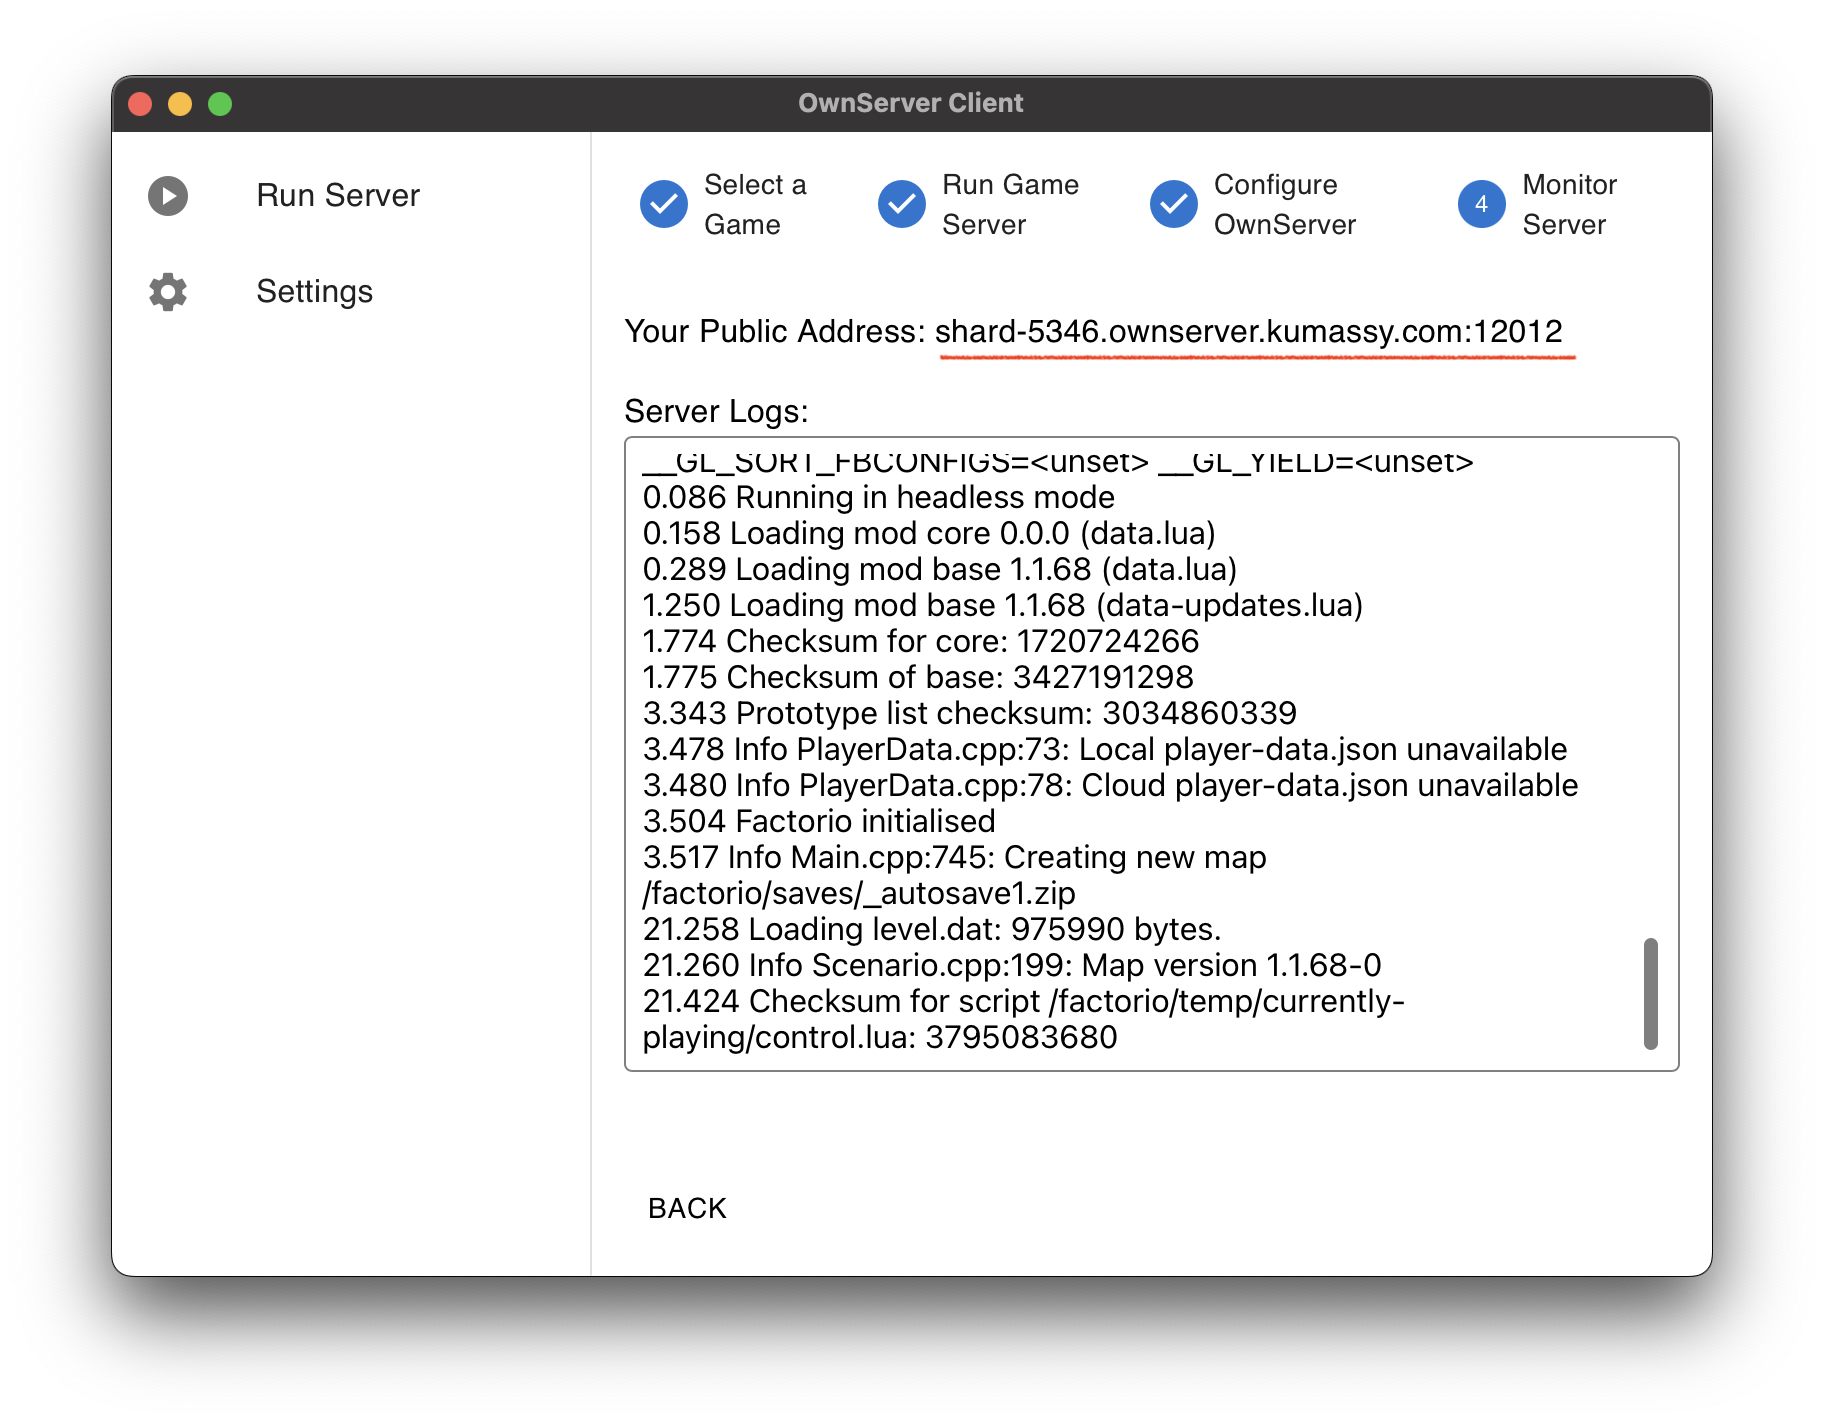 OwnServer Client
Run Server
Settings
Select a
Game
Run Game
Server
Configure
OwnServer
4
Monitor
Server
Your Public Address: shard-5346.ownserver.kumassy.com:12012
Server Logs:
__GL_SORT_FBCONFIGS=<unset> __GL_YIELD=<unset>
0.086 Running in headless mode
0.158 Loading mod core 0.0.0 (data.lua)
0.289 Loading mod base 1.1.68 (data.lua)
1.250 Loading mod base 1.1.68 (data-updates.lua)
1.774 Checksum for core: 1720724266
1.775 Checksum of base: 3427191298
3.343 Prototype list checksum: 3034860339
3.478 Info PlayerData.cpp:73: Local player-data.json unavailable
3.480 Info PlayerData.cpp:78: Cloud player-data.json unavailable
3.504 Factorio initialised
3.517 Info Main.cpp:745: Creating new map
/factorio/saves/_autosave1.zip
21.258 Loading level.dat: 975990 bytes.
21.260 Info Scenario.cpp:199: Map version 1.1.68-0
21.424 Checksum for script /factorio/temp/currently-
playing/control.lua: 3795083680
BACK